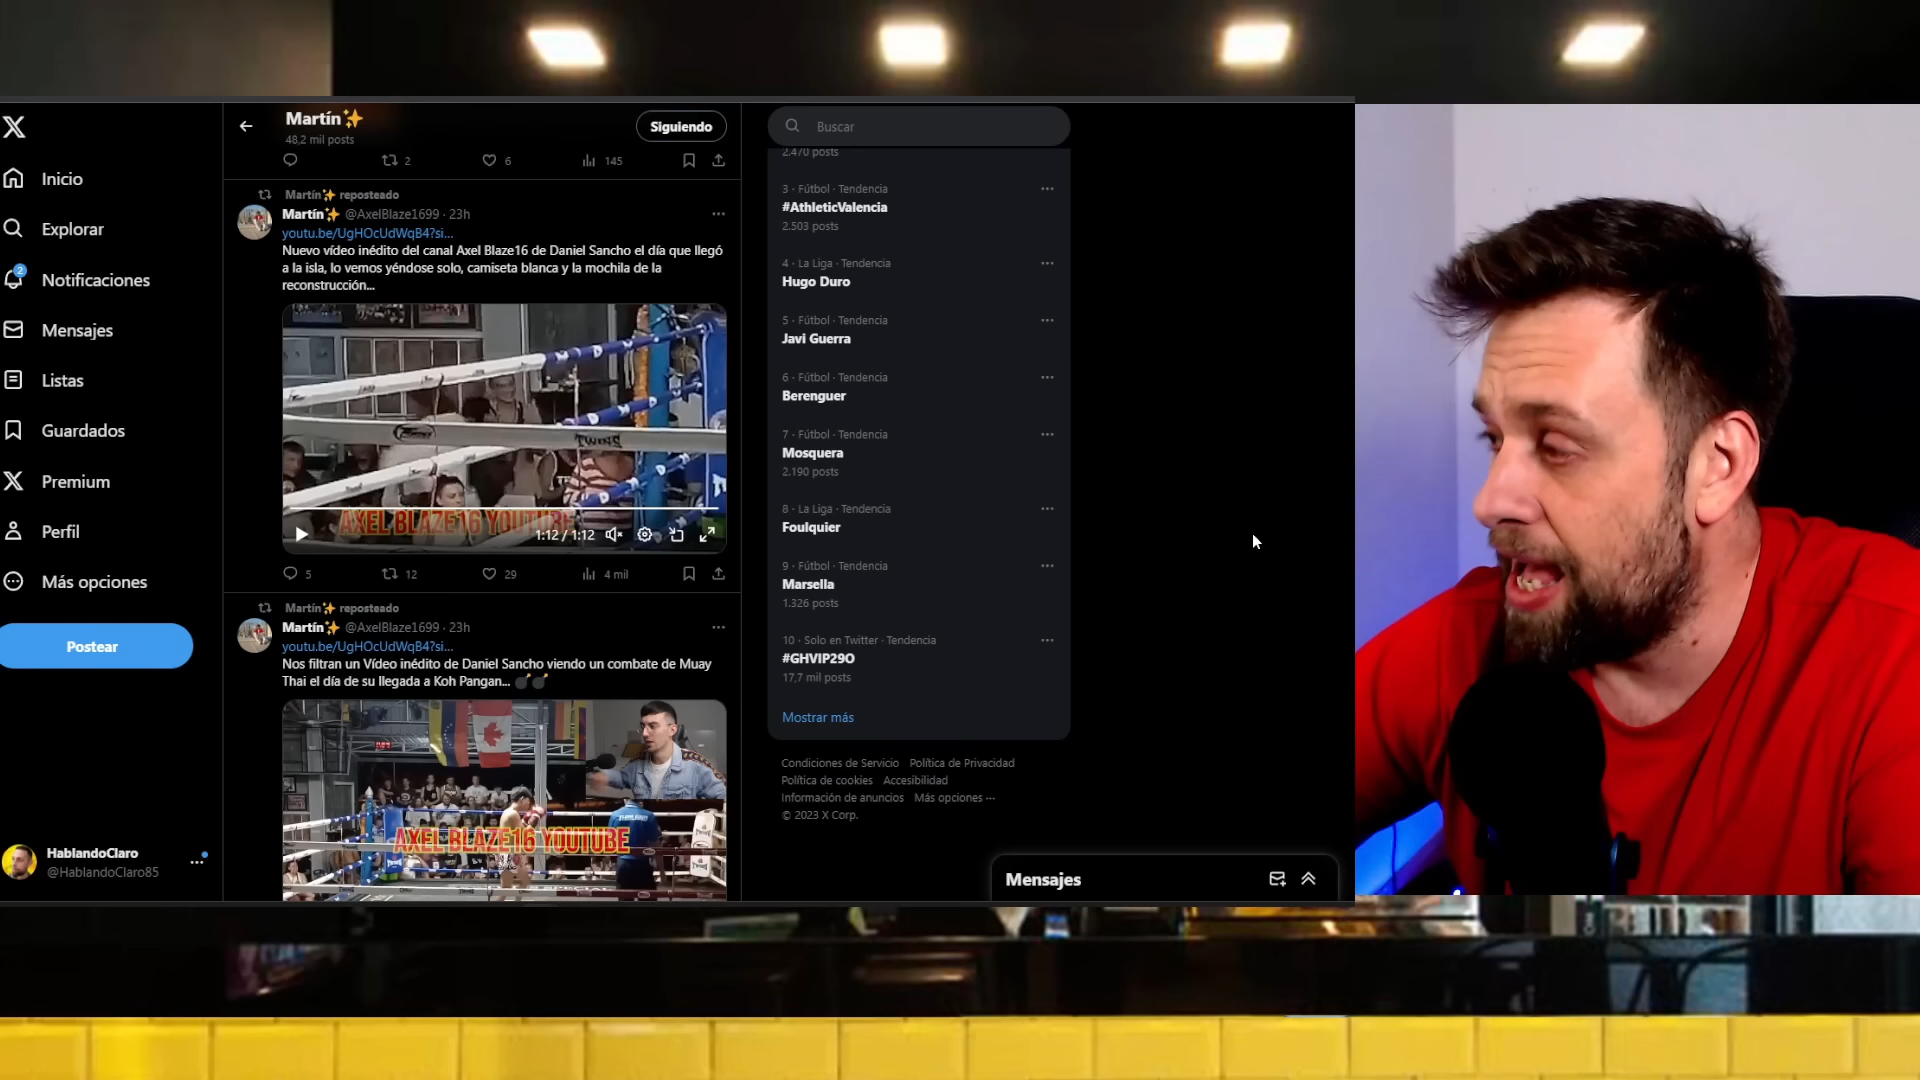 Inicio
Explorar
2
Notificaciones
Mensajes
Listas
Guardados
Premium
Perfil
Más opciones
Postear
HablandoClaro
@HablandoClaro85
Martín✨
48,2 mil posts
Siguiendo
2
6
145
Martín✨ reposteado
Martín✨ @AxelBlaze1699 · 23h
youtu.be/UgHOcUdWqB4?si...
Nuevo vídeo inédito del canal Axel Blaze16 de Daniel Sancho el día que llegó
a la isla, lo vemos yéndose solo, camiseta blanca y la mochila de la
reconstrucción...
TWINS
AXEL BLAZE16 YOUTUBE
1:12 / 1:12
5
12
29
4 mil
Martín✨ reposteado
Martín✨ @AxelBlaze1699 · 23h
youtu.be/UgHOcUdWqB4?si...
Nos filtran un Vídeo inédito de Daniel Sancho viendo un combate de Muay
Thai el día de su llegada a Koh Pangan... 💣💣
AXEL BLAZE16 YOUTUBE
Buscar
2.470 posts
3 · Fútbol · Tendencia
#AthleticValencia
2.503 posts
4 · La Liga · Tendencia
Hugo Duro
5 · Fútbol · Tendencia
Javi Guerra
6 · Fútbol · Tendencia
Berenguer
7 · Fútbol · Tendencia
Mosquera
2.190 posts
8 · La Liga · Tendencia
Foulquier
9 · Fútbol · Tendencia
Marsella
1.326 posts
10 · Solo en Twitter · Tendencia
#GHVIP29O
17,7 mil posts
Mostrar más
Condiciones de Servicio Política de Privacidad
Política de cookies Accesibilidad
Información de anuncios Más opciones ···
© 2023 X Corp.
Mensajes